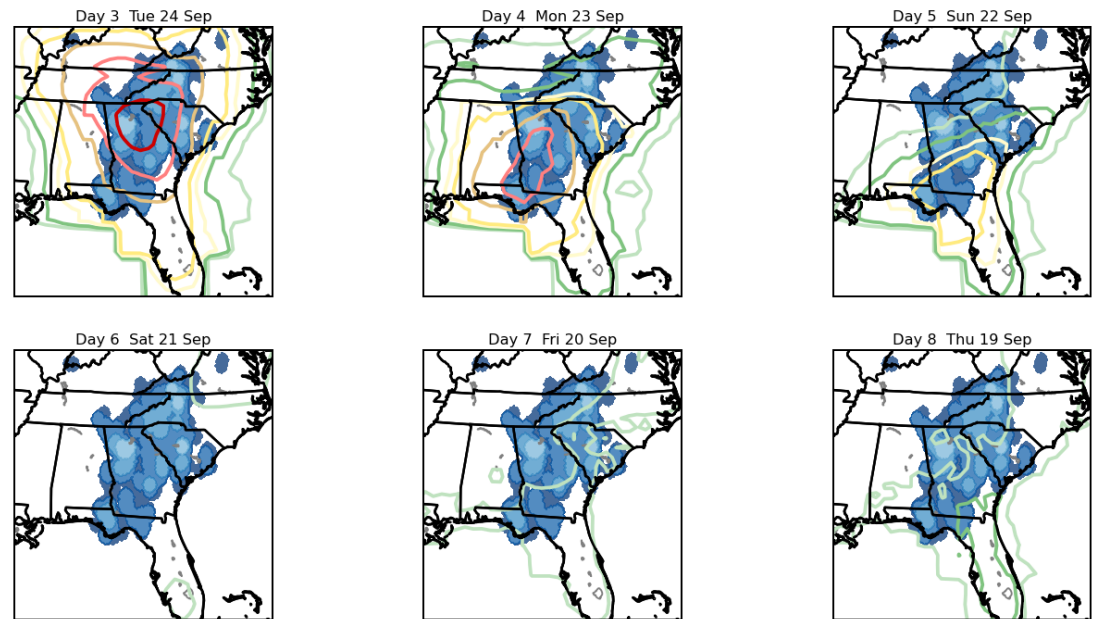 Day 3  Tue 24 Sep
Day 4  Mon 23 Sep
Day 5  Sun 22 Sep
Day 6  Sat 21 Sep
Day 7  Fri 20 Sep
Day 8  Thu 19 Sep